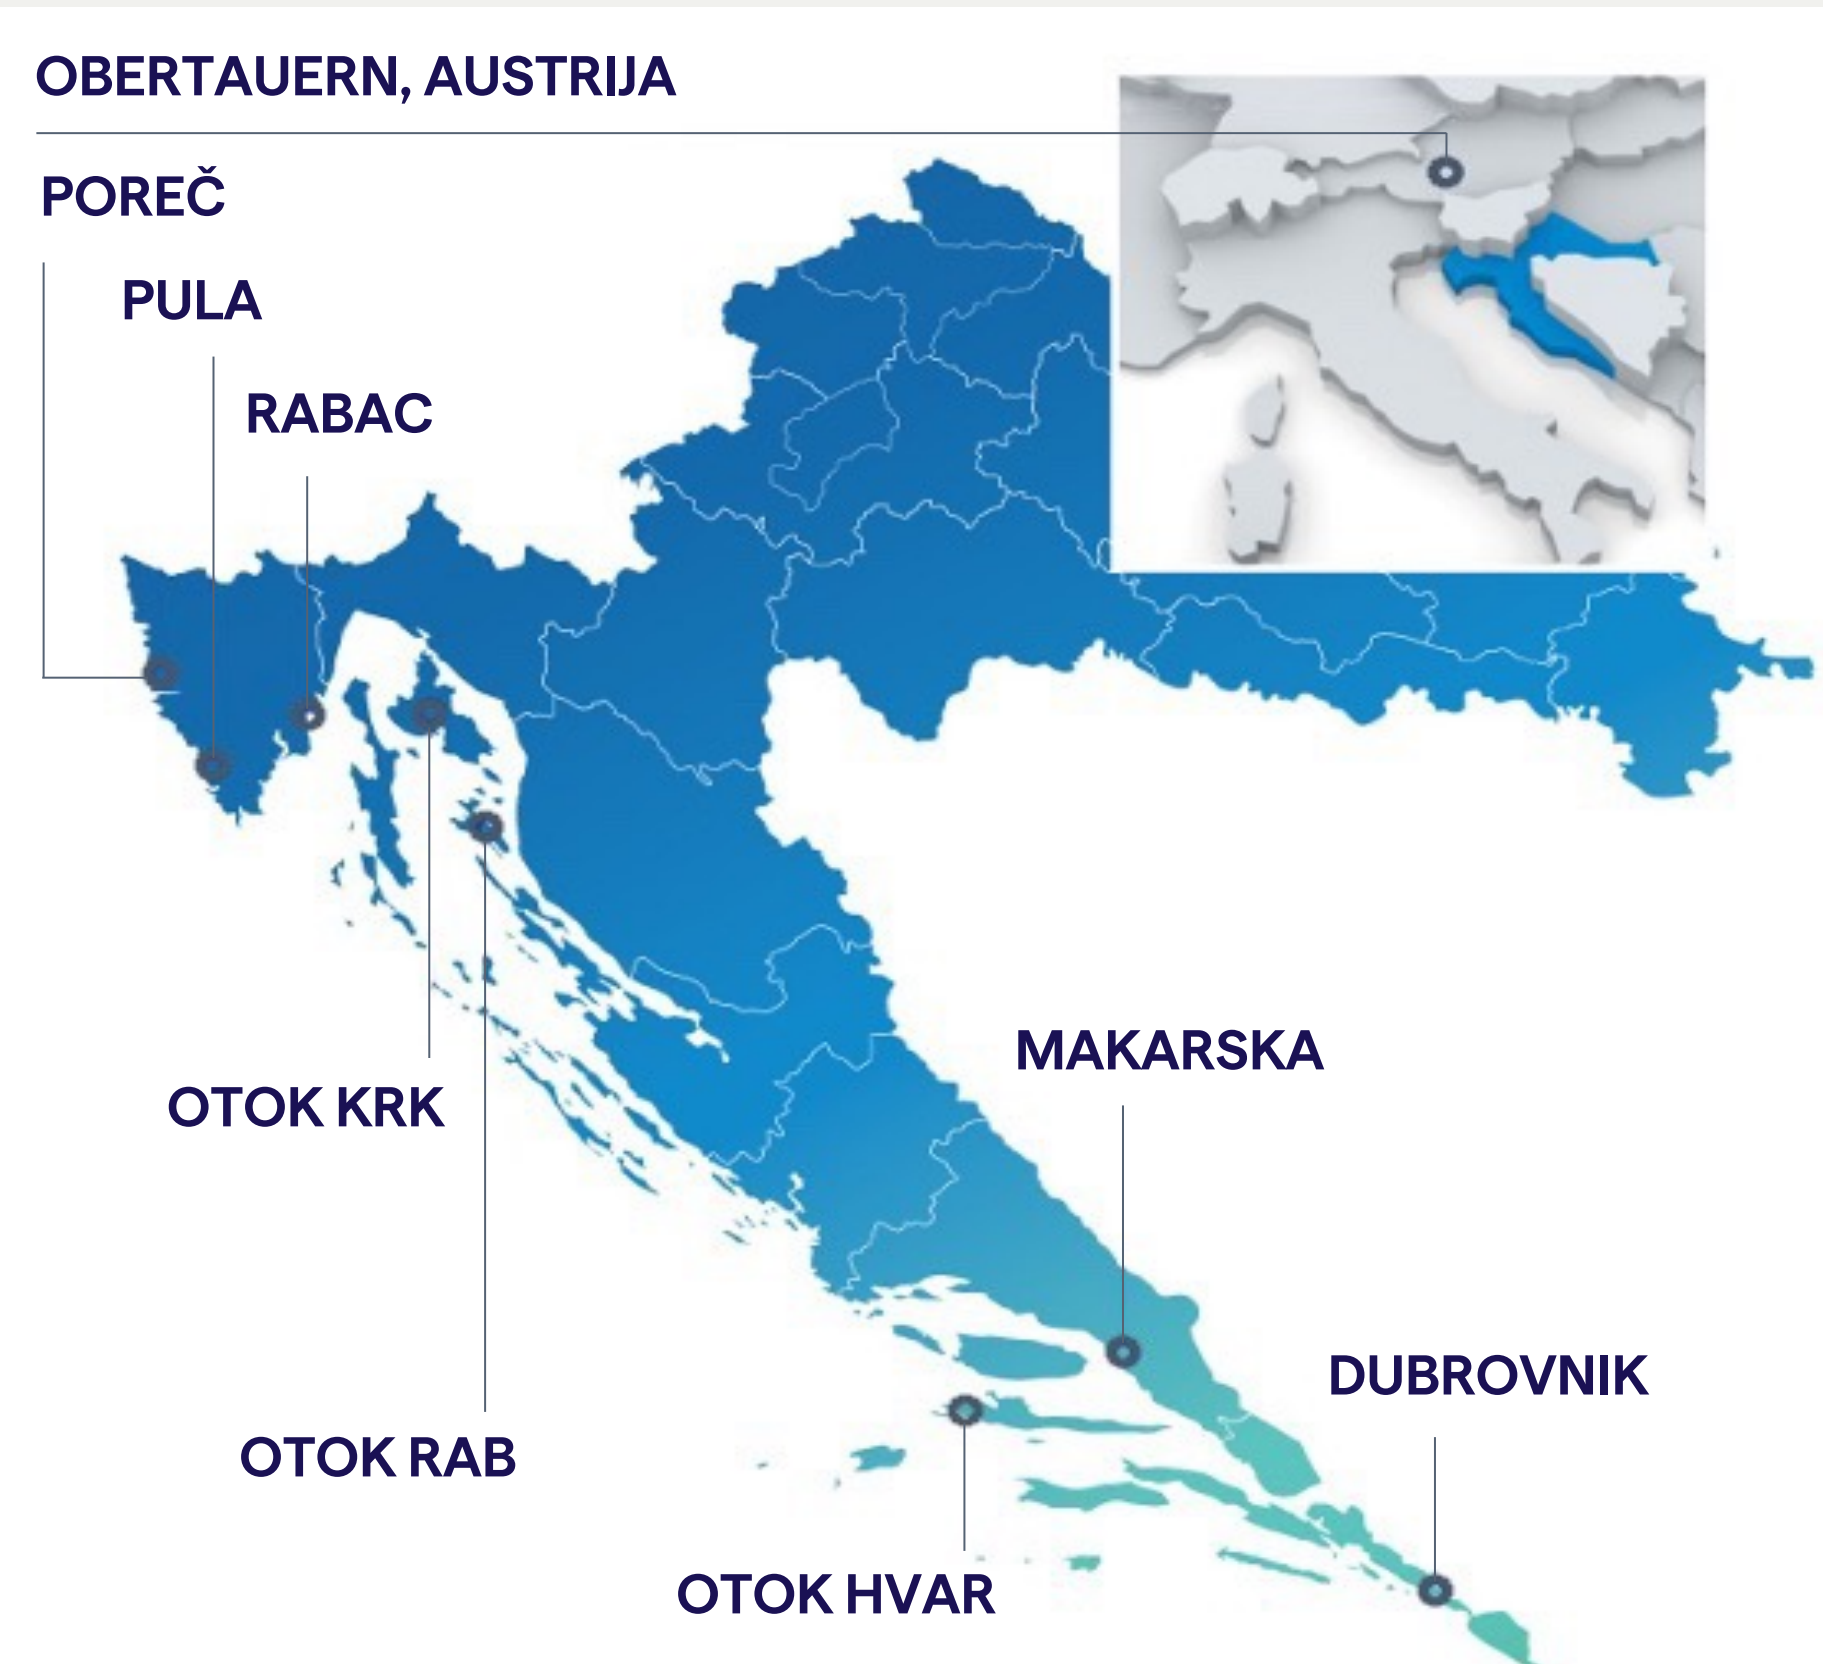 OBERTAUERN, AUSTRIJA
POREČ
PULA
RABAC
OTOK KRK
MAKARSKA
DUBROVNIK
OTOK RAB
OTOK HVAR